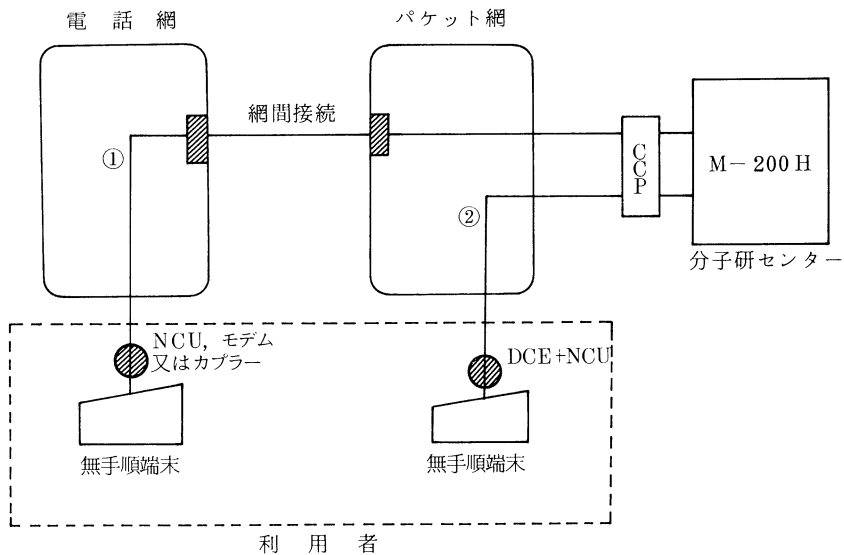 電話網
パケット網
網間接続
①
CCP
M-200H
②
分子研センター
NCU, モデム
又はカプラー
DCE+NCU
無手順端末
無手順端末
利用者